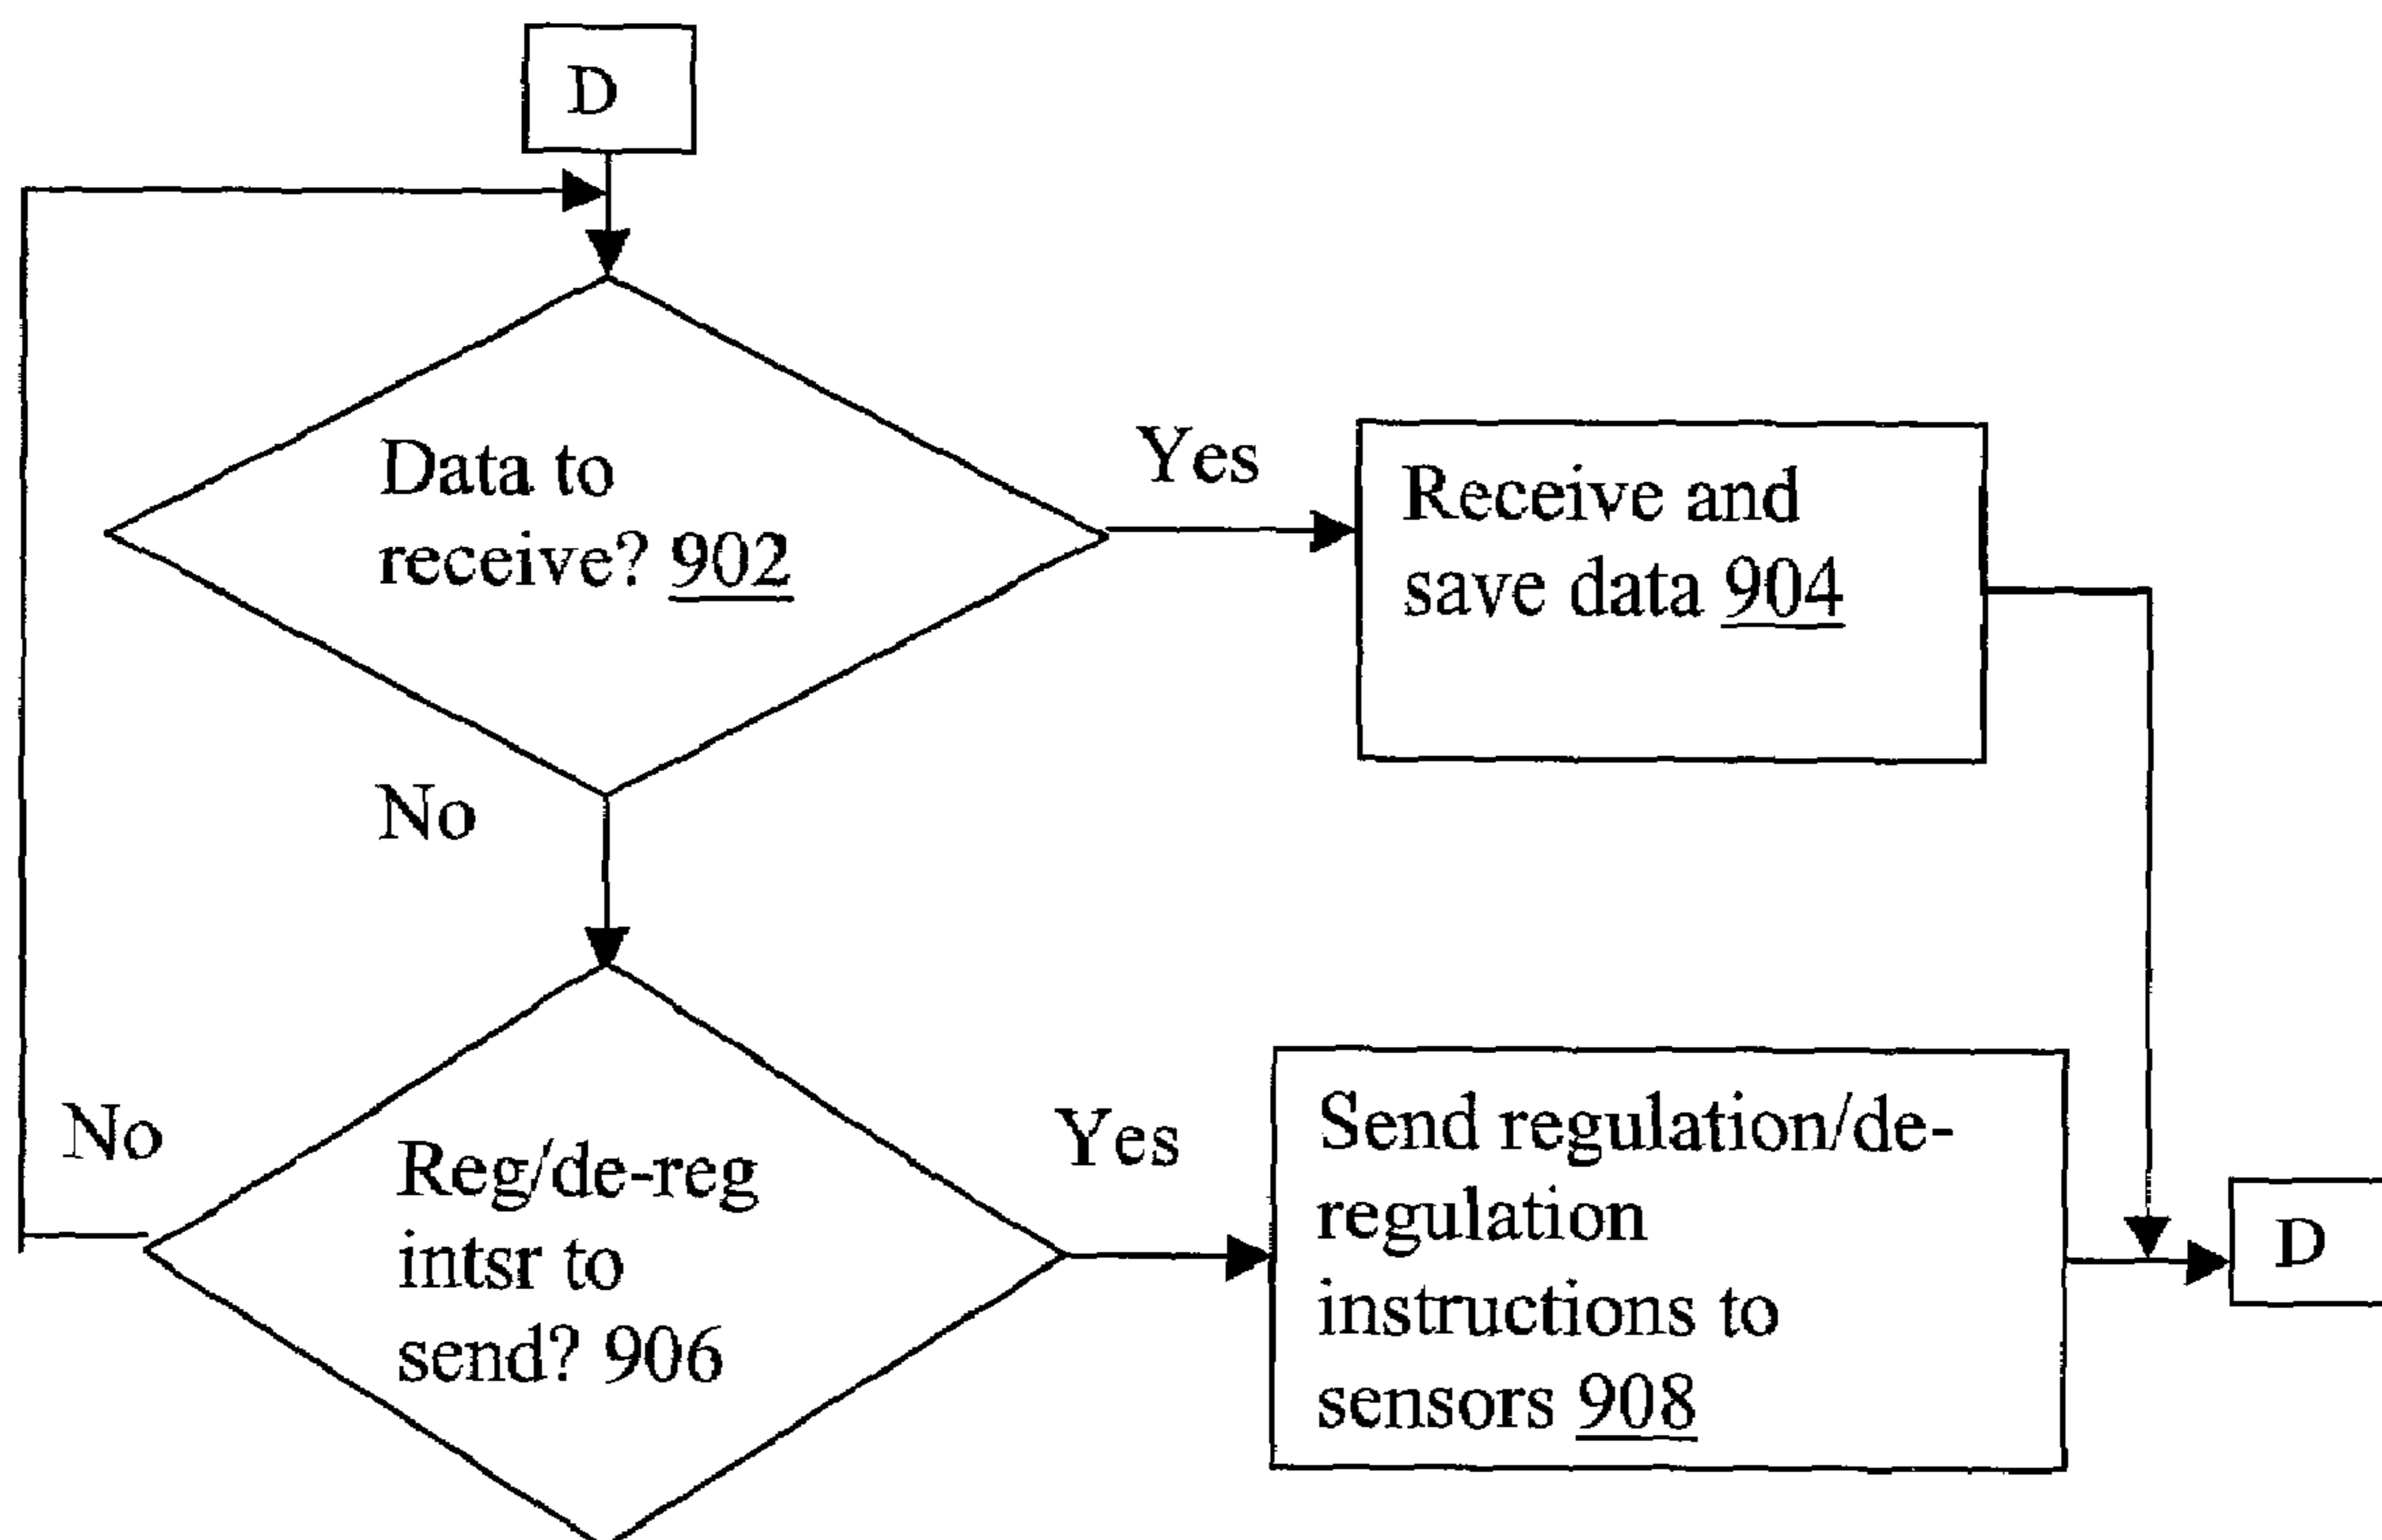 D
Data to
receive? 902
Yes
Receive and
save data 904
No
No
Reg/de-reg
intsr to
send? 906
Yes
Send regulation/de-
regulation
instructions to
sensors 908
D